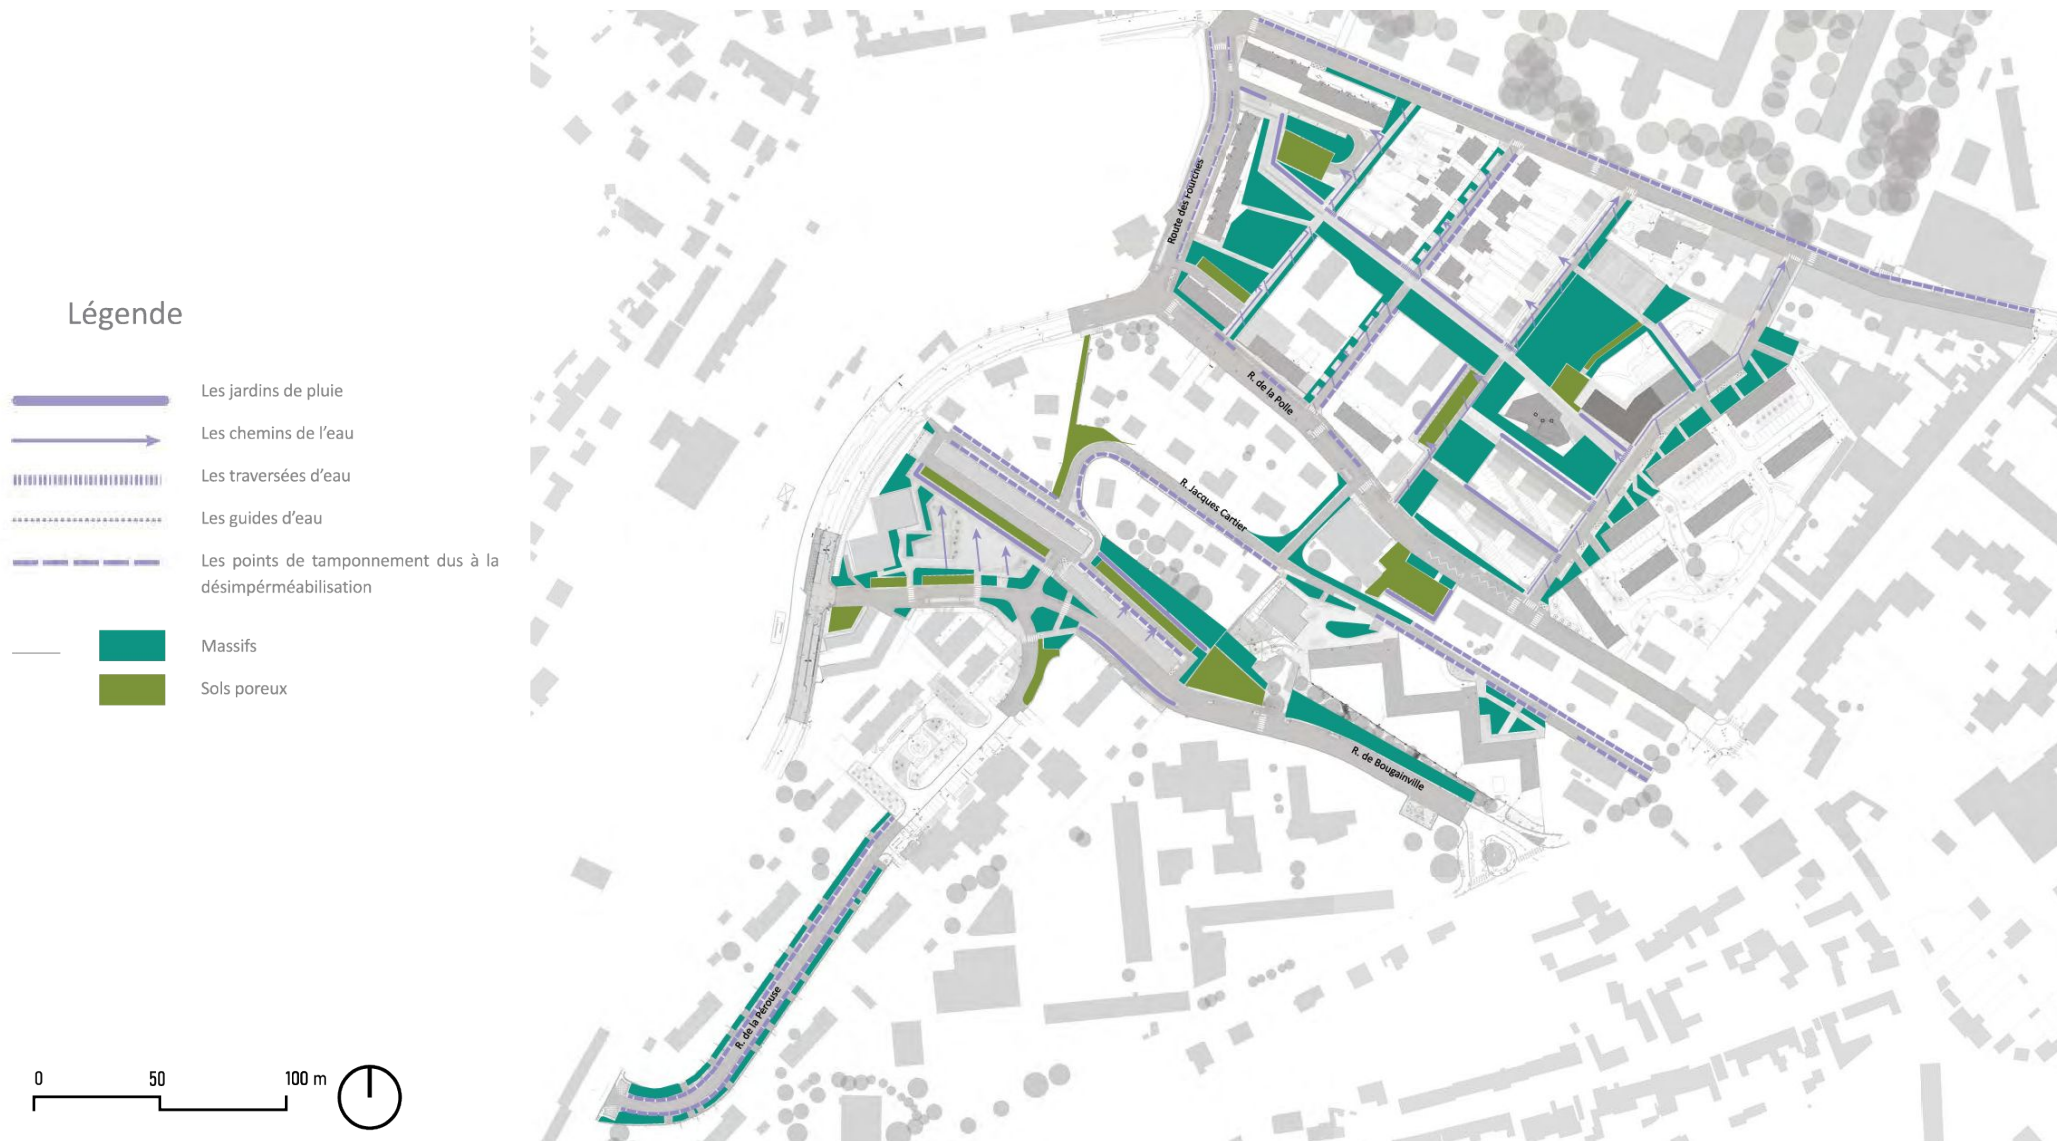 Légende
Les jardins de pluie
Les chemins de l'eau
Les traversées d'eau
Les guides d'eau
Les points de tamponnement dus à la
désimpérméabilisation
Massifs
Sols poreux
0 50 100 m
Route des Fourches
R. de la Polle
R. Jacques Cartier
R. de Bougainville
R. de la Pérouse